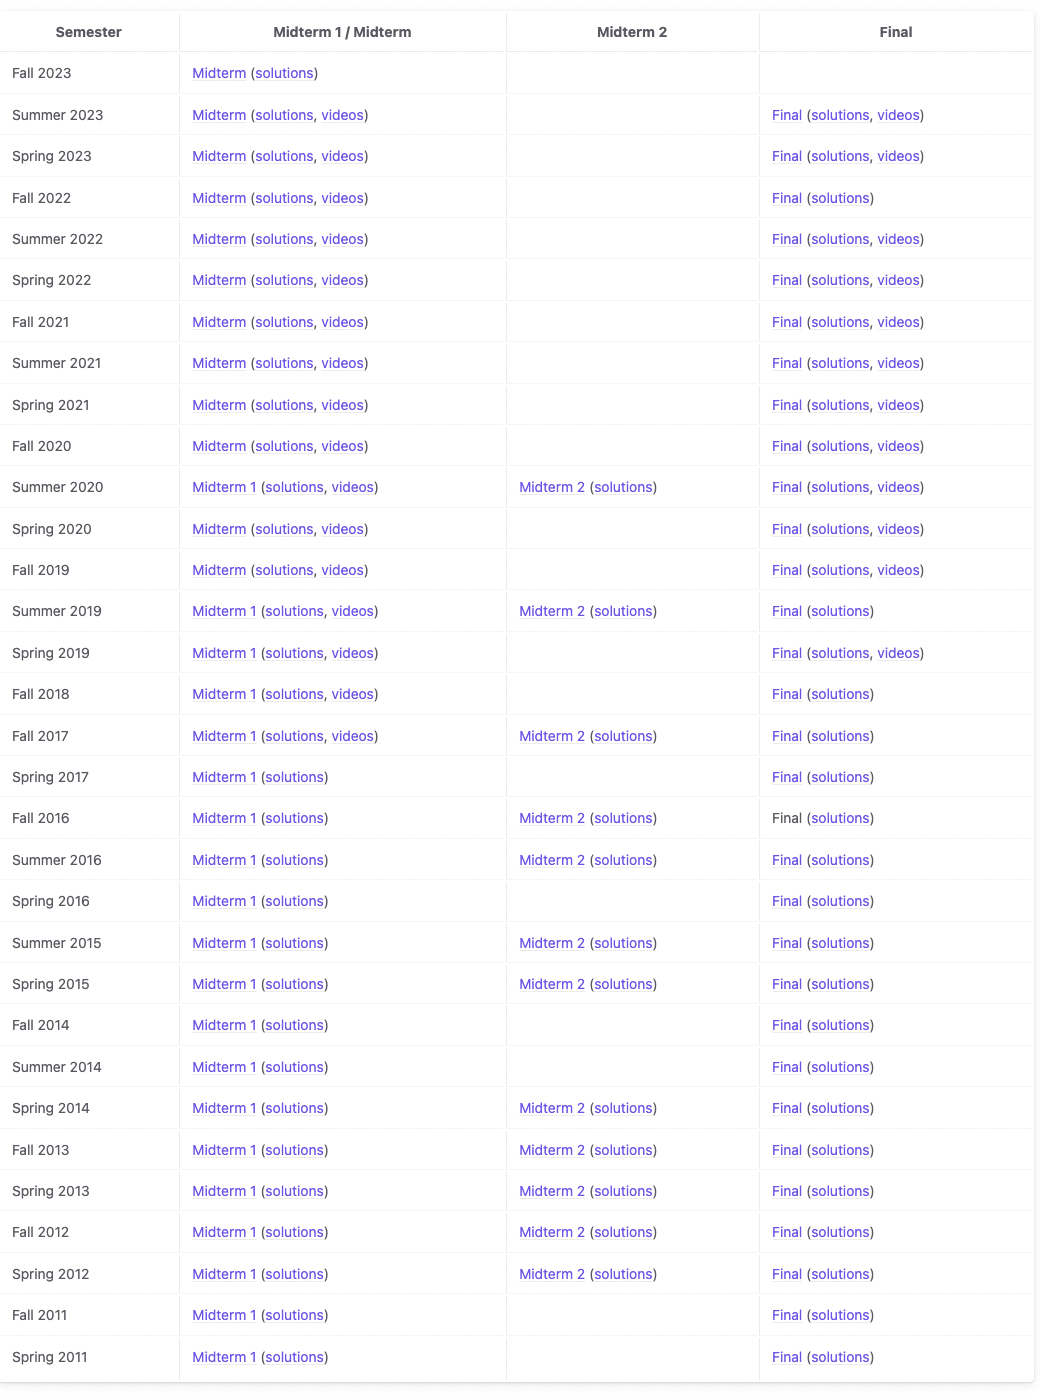 Semester Midterm 1 / Midterm Midterm 2 Final
Fall 2023 Midterm (solutions)
Summer 2023 Midterm (solutions, videos) Final (solutions, videos)
Spring 2023 Midterm (solutions, videos) Final (solutions, videos)
Fall 2022 Midterm (solutions, videos) Final (solutions)
Summer 2022 Midterm (solutions, videos) Final (solutions, videos)
Spring 2022 Midterm (solutions, videos) Final (solutions, videos)
Fall 2021 Midterm (solutions, videos) Final (solutions, videos)
Summer 2021 Midterm (solutions, videos) Final (solutions, videos)
Spring 2021 Midterm (solutions, videos) Final (solutions, videos)
Fall 2020 Midterm (solutions, videos) Final (solutions, videos)
Summer 2020 Midterm 1 (solutions, videos) Midterm 2 (solutions) Final (solutions, videos)
Spring 2020 Midterm (solutions, videos) Final (solutions, videos)
Fall 2019 Midterm (solutions, videos) Final (solutions, videos)
Summer 2019 Midterm 1 (solutions, videos) Midterm 2 (solutions) Final (solutions)
Spring 2019 Midterm 1 (solutions, videos) Final (solutions, videos)
Fall 2018 Midterm 1 (solutions, videos) Final (solutions)
Fall 2017 Midterm 1 (solutions, videos) Midterm 2 (solutions) Final (solutions)
Spring 2017 Midterm 1 (solutions) Final (solutions)
Fall 2016 Midterm 1 (solutions) Midterm 2 (solutions) Final (solutions)
Summer 2016 Midterm 1 (solutions) Midterm 2 (solutions) Final (solutions)
Spring 2016 Midterm 1 (solutions) Final (solutions)
Summer 2015 Midterm 1 (solutions) Midterm 2 (solutions) Final (solutions)
Spring 2015 Midterm 1 (solutions) Midterm 2 (solutions) Final (solutions)
Fall 2014 Midterm 1 (solutions) Final (solutions)
Summer 2014 Midterm 1 (solutions) Final (solutions)
Spring 2014 Midterm 1 (solutions) Midterm 2 (solutions) Final (solutions)
Fall 2013 Midterm 1 (solutions) Midterm 2 (solutions) Final (solutions)
Spring 2013 Midterm 1 (solutions) Midterm 2 (solutions) Final (solutions)
Fall 2012 Midterm 1 (solutions) Midterm 2 (solutions) Final (solutions)
Spring 2012 Midterm 1 (solutions) Midterm 2 (solutions) Final (solutions)
Fall 2011 Midterm 1 (solutions) Final (solutions)
Spring 2011 Midterm 1 (solutions) Final (solutions)